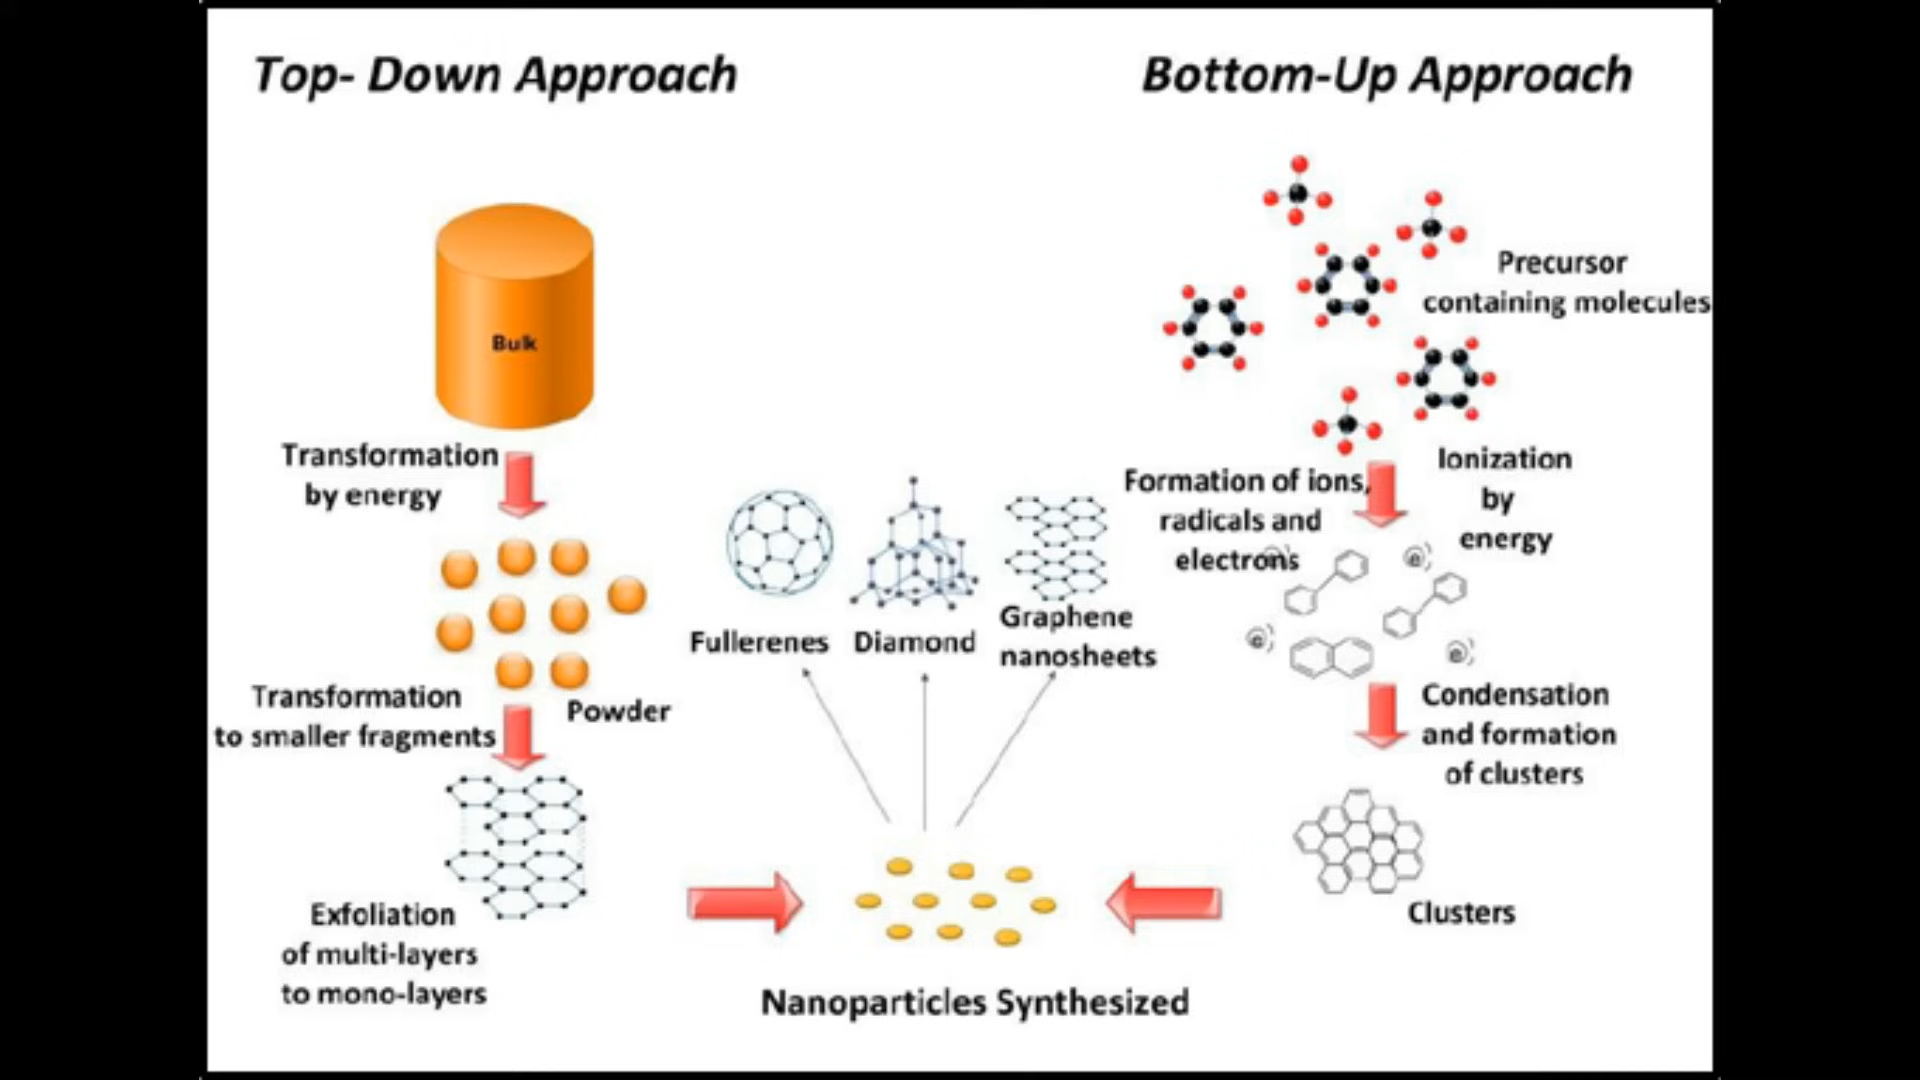 Top- Down Approach
Bottom-Up Approach
Bulk
Transformation
by energy
Powder
Transformation
to smaller fragments
Exfoliation
of multi-layers
to mono-layers
Fullerenes
Diamond
Graphene
nanosheets
Nanoparticles Synthesized
Precursor
containing molecules
Formation of ions,
radicals and
electrons
Ionization
by
energy
e
e
e
Condensation
and formation
of clusters
Clusters